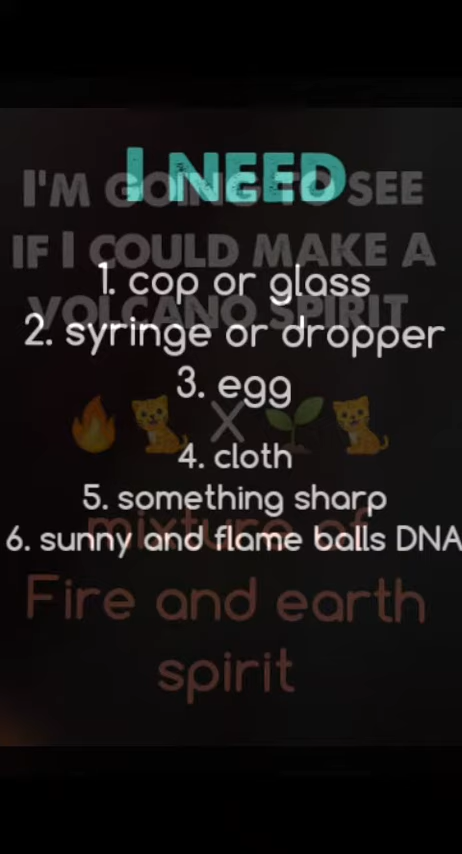 I NEED
1. cop or glass
2. syringe or dropper
3. egg
4. cloth
5. something sharp
6. sunny and flame balls DNA
I'M GOING TO SEE
IF I COULD MAKE A
VOLCANO SPIRIT
🔥🐱X🌱🐱
mixture of
Fire and earth
spirit